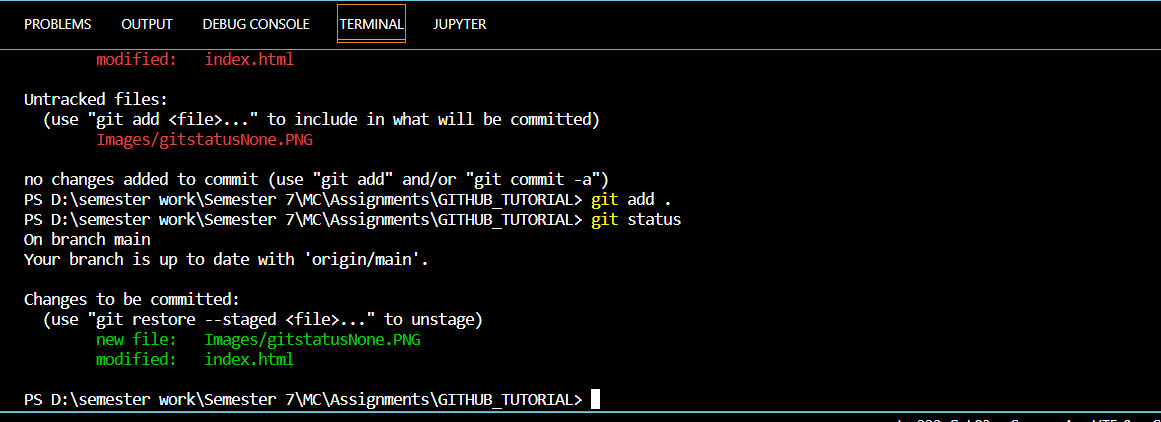 PROBLEMS OUTPUT DEBUG CONSOLE TERMINAL JUPYTER
modified: index.html
Untracked files:
(use "git add <file>..." to include in what will be committed)
Images/gitstatusNone.PNG
no changes added to commit (use "git add" and/or "git commit -a")
PS D:\semester work\Semester 7\MC\Assignments\GITHUB_TUTORIAL> git add .
PS D:\semester work\Semester 7\MC\Assignments\GITHUB_TUTORIAL> git status
On branch main
Your branch is up to date with 'origin/main'.
Changes to be committed:
(use "git restore --staged <file>..." to unstage)
new file: Images/gitstatusNone.PNG
modified: index.html
PS D:\semester work\Semester 7\MC\Assignments\GITHUB_TUTORIAL>